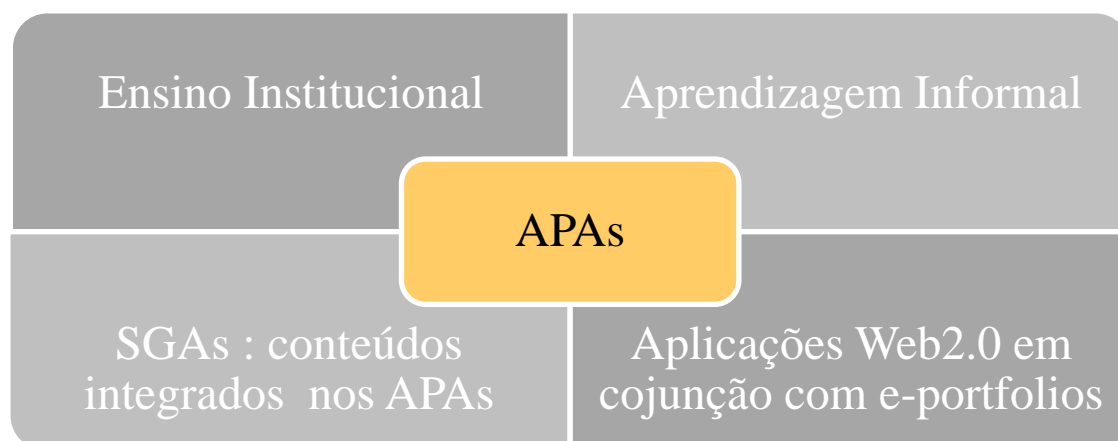 Ensino Institucional
Aprendizagem Informal
APAs
SGAs : conteúdos
integrados nos APAs
Aplicações Web2.0 em
cojunção com e-portfolios